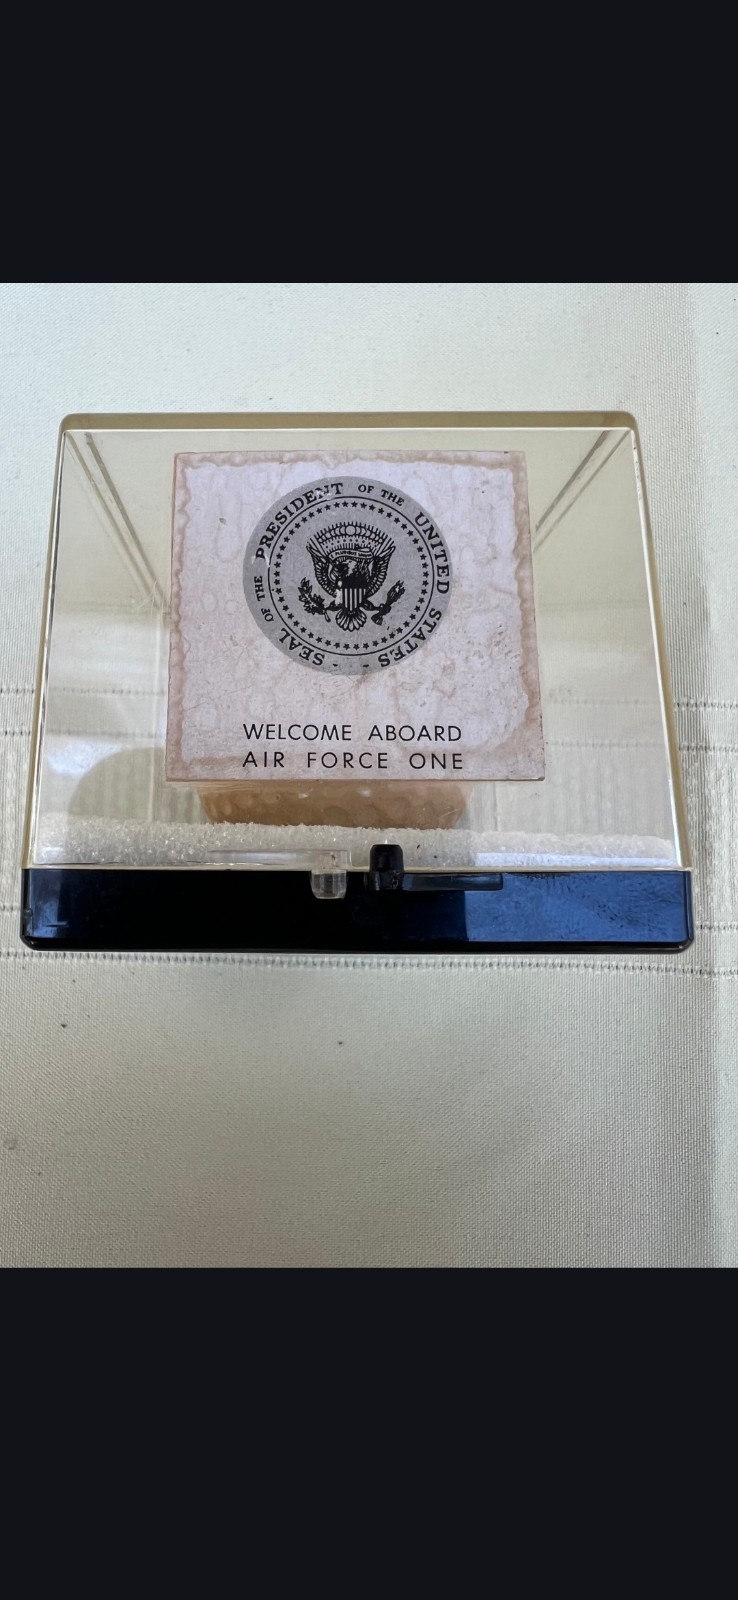 SEAL OF THE PRESIDENT OF THE UNITED STATES
WELCOME ABOARD
AIR FORCE ONE